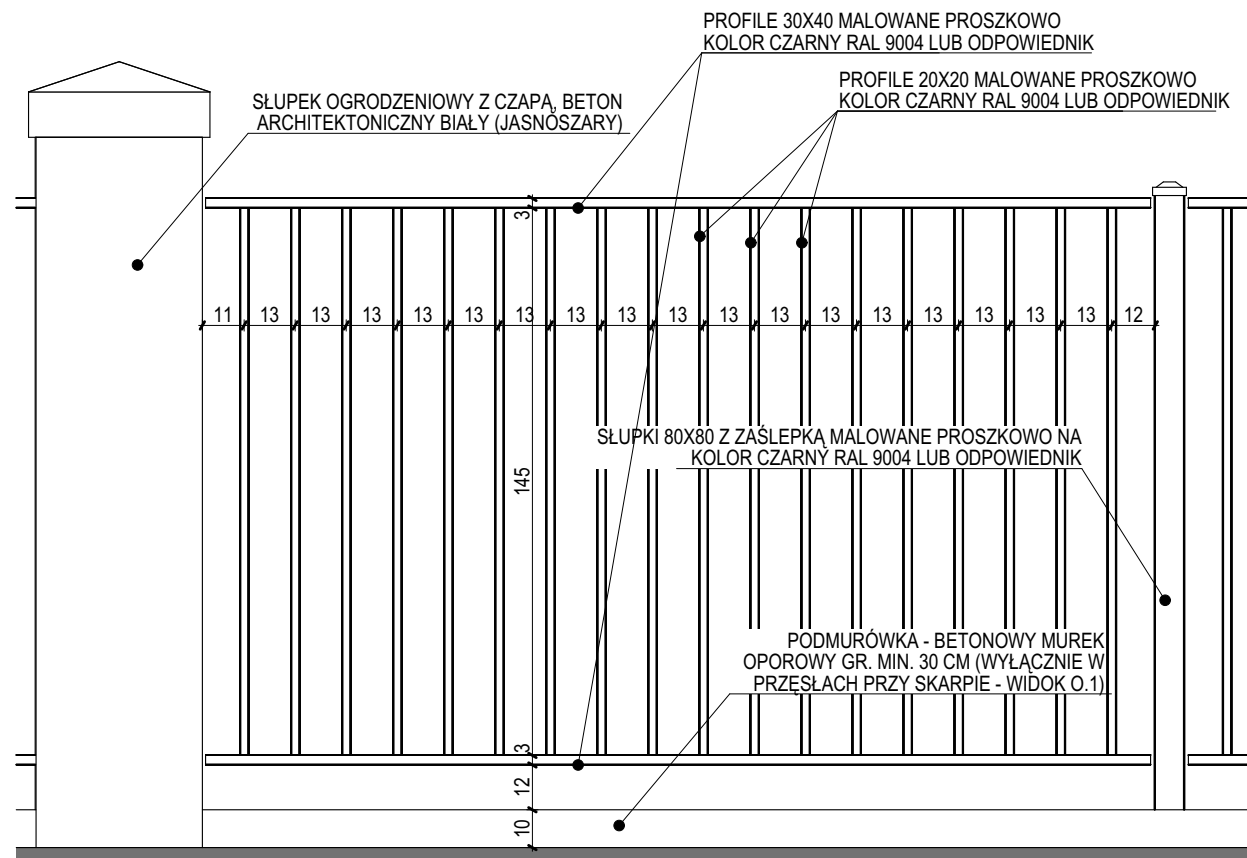 PROFILE 30X40 MALOWANE PROSZKOWO
KOLOR CZARNY RAL 9004 LUB ODPOWIEDNIK
PROFILE 20X20 MALOWANE PROSZKOWO
KOLOR CZARNY RAL 9004 LUB ODPOWIEDNIK
SŁUPEK OGRODZENIOWY Z CZAPĄ, BETON
ARCHITEKTONICZNY BIAŁY (JASNOSZARY)
3
11 13 13 13 13 13 13 13 13 13 13 13 13 13 13 13 13 13 12
145
SŁUPKI 80X80 Z ZAŚLEPKĄ MALOWANE PROSZKOWO NA
KOLOR CZARNY RAL 9004 LUB ODPOWIEDNIK
PODMURÓWKA - BETONOWY MUREK
OPOROWY GR. MIN. 30 CM (WYŁĄCZNIE W
PRZĘSŁACH PRZY SKARPIE - WIDOK O.1)
3
12
10